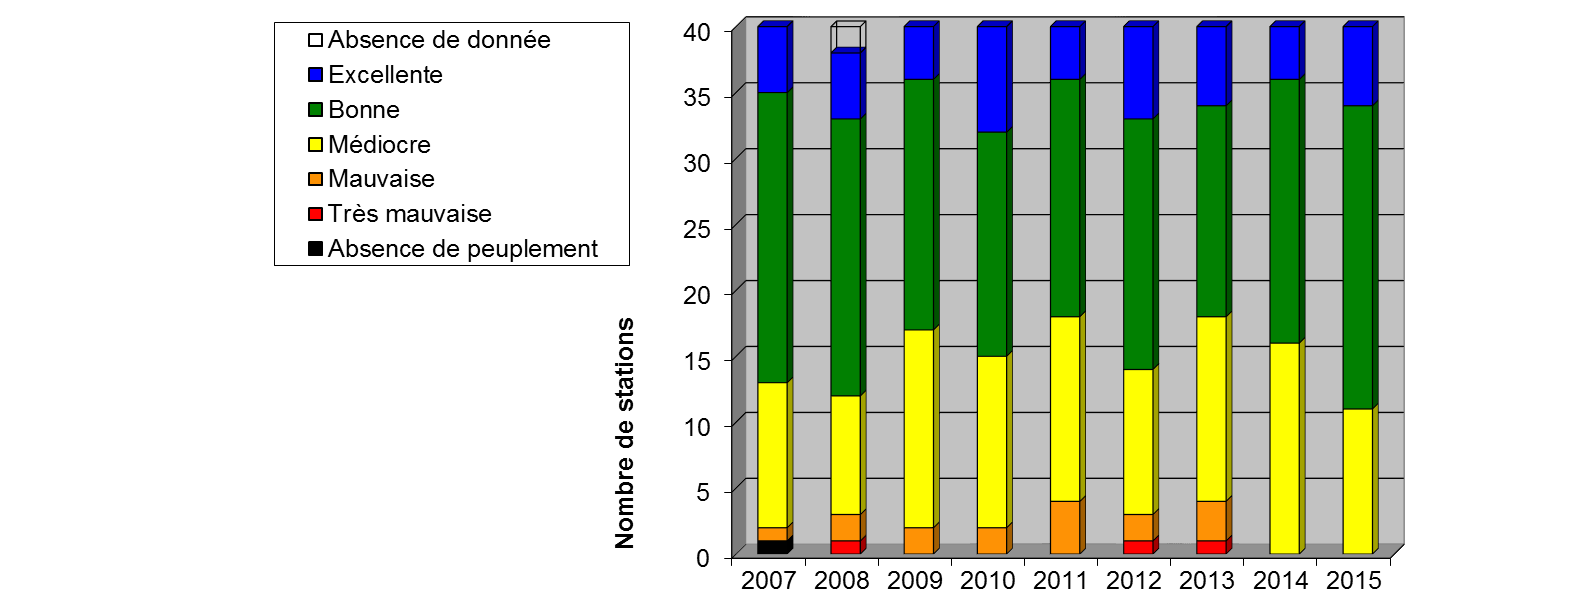 Absence de donnée
Excellente
Bonne
Médiocre
Mauvaise
Très mauvaise
Absence de peuplement
Nombre de stations
40
35
30
25
20
15
10
5
0
2007 2008 2009 2010 2011 2012 2013 2014 2015